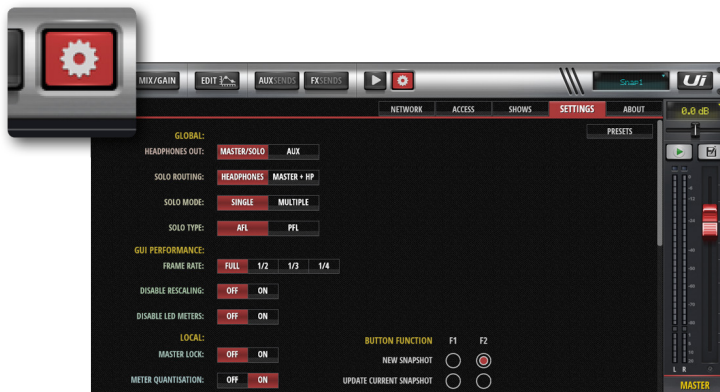 MIX/GAIN EDIT AUXSENDS FXSENDS Snap1 Ui
NETWORK ACCESS SHOWS SETTINGS ABOUT 0.0 dB
GLOBAL: PRESETS
HEADPHONES OUT: MASTER/SOLO AUX
SOLO ROUTING: HEADPHONES MASTER + HP
SOLO MODE: SINGLE MULTIPLE
SOLO TYPE: AFL PFL
GUI PERFORMANCE:
FRAME RATE: FULL 1/2 1/3 1/4
DISABLE RESCALING: OFF ON
DISABLE LED METERS: OFF ON
LOCAL: BUTTON FUNCTION F1 F2
MASTER LOCK: OFF ON NEW SNAPSHOT
L R
METER QUANTISATION: OFF ON UPDATE CURRENT SNAPSHOT MASTER